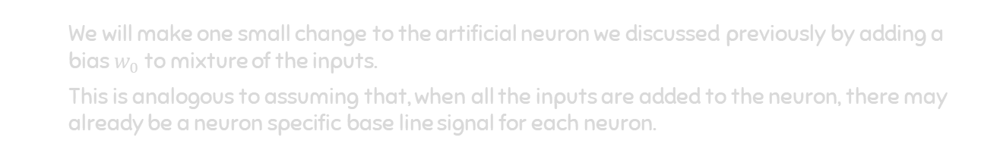 We will make one small change to the artificial neuron we discussed previously by adding a
bias w₀ to mixture of the inputs.
This is analogous to assuming that, when all the inputs are added to the neuron, there may
already be a neuron specific base line signal for each neuron.